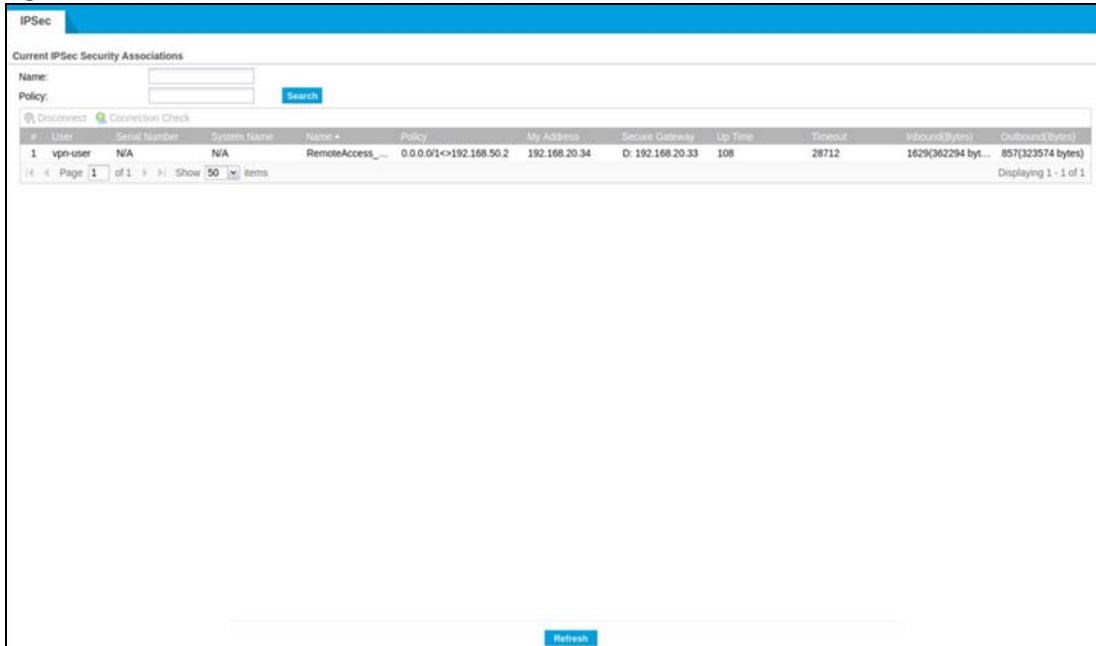 IPSec
Current IPSec Security Associations
Name:
Policy:
Search
Disconnect Connection Check
# User Serial Number System Name Name Policy My Address Secure Gateway Up Time Timeout Inbound(Bytes) Outbound(Bytes)
1 vpn-user N/A N/A RemoteAccess_... 0.0.0.0/1<>192.168.50.2 192.168.20.34 D: 192.168.20.33 108 28712 1629(362294 byt... 857(323574 bytes)
Page 1 of 1 Show 50 items Displaying 1 - 1 of 1
Refresh